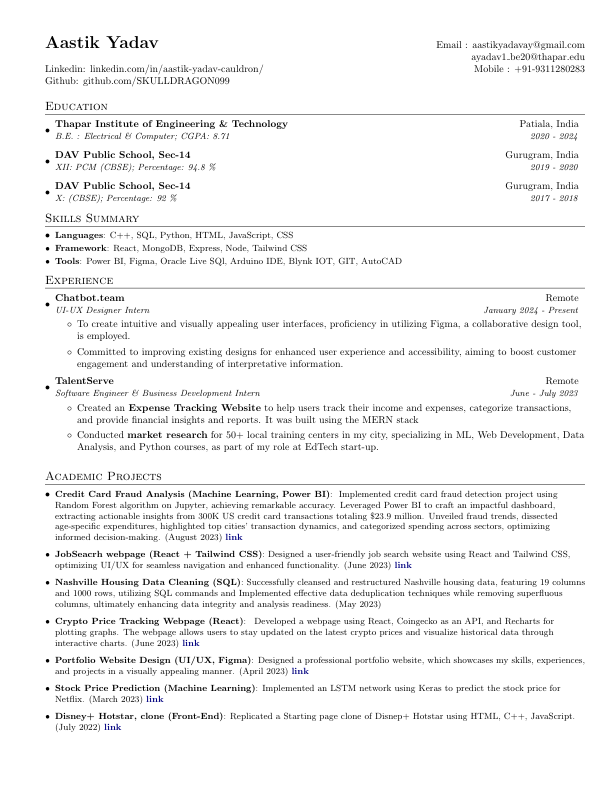 Aastik Yadav
Email : aastikyadavay@gmail.com
ayadav1_be20@thapar.edu
Linkedin: linkedin.com/in/aastik-yadav-cauldron/
Mobile : +91-9311280283
Github: github.com/SKULLDRAGON099
Education
• Thapar Institute of Engineering & Technology Patiala, India
B.E. : Electrical & Computer; CGPA: 8.71 2020 - 2024
• DAV Public School, Sec-14 Gurugram, India
XII: PCM (CBSE); Percentage: 94.8 % 2019 - 2020
• DAV Public School, Sec-14 Gurugram, India
X: (CBSE); Percentage: 92 % 2017 - 2018
Skills Summary
• Languages: C++, SQL, Python, HTML, JavaScript, CSS
• Framework: React, MongoDB, Express, Node, Tailwind CSS
• Tools: Power BI, Figma, Oracle Live SQl, Arduino IDE, Blynk IOT, GIT, AutoCAD
Experience
• Chatbot.team Remote
UI-UX Designer Intern January 2024 - Present
◦ To create intuitive and visually appealing user interfaces, proficiency in utilizing Figma, a collaborative design tool,
is employed.
◦ Committed to improving existing designs for enhanced user experience and accessibility, aiming to boost customer
engagement and understanding of interpretative information.
• TalentServe Remote
Software Engineer & Business Development Intern June - July 2023
◦ Created an Expense Tracking Website to help users track their income and expenses, categorize transactions,
and provide financial insights and reports. It was built using the MERN stack
◦ Conducted market research for 50+ local training centers in my city, specializing in ML, Web Development, Data
Analysis, and Python courses, as part of my role at EdTech start-up.
Academic Projects
• Credit Card Fraud Analysis (Machine Learning, Power BI): Implemented credit card fraud detection project using
Random Forest algorithm on Jupyter, achieving remarkable accuracy. Leveraged Power BI to craft an impactful dashboard,
extracting actionable insights from 300K US credit card transactions totaling $23.9 million. Unveiled fraud trends, dissected
age-specific expenditures, highlighted top cities' transaction dynamics, and categorized spending across sectors, optimizing
informed decision-making. (August 2023) link
• JobSeacrh webpage (React + Tailwind CSS): Designed a user-friendly job search website using React and Tailwind CSS,
optimizing UI/UX for seamless navigation and enhanced functionality. (June 2023) link
• Nashville Housing Data Cleaning (SQL): Successfully cleansed and restructured Nashville housing data, featuring 19 columns
and 1000 rows, utilizing SQL commands and Implemented effective data deduplication techniques while removing superfluous
columns, ultimately enhancing data integrity and analysis readiness. (May 2023)
• Crypto Price Tracking Webpage (React): Developed a webpage using React, Coingecko as an API, and Recharts for
plotting graphs. The webpage allows users to stay updated on the latest crypto prices and visualize historical data through
interactive charts. (June 2023) link
• Portfolio Website Design (UI/UX, Figma): Designed a professional portfolio website, which showcases my skills, experiences,
and projects in a visually appealing manner. (April 2023) link
• Stock Price Prediction (Machine Learning): Implemented an LSTM network using Keras to predict the stock price for
Netflix. (March 2023) link
• Disney+ Hotstar, clone (Front-End): Replicated a Starting page clone of Disnep+ Hotstar using HTML, C++, JavaScript.
(July 2022) link